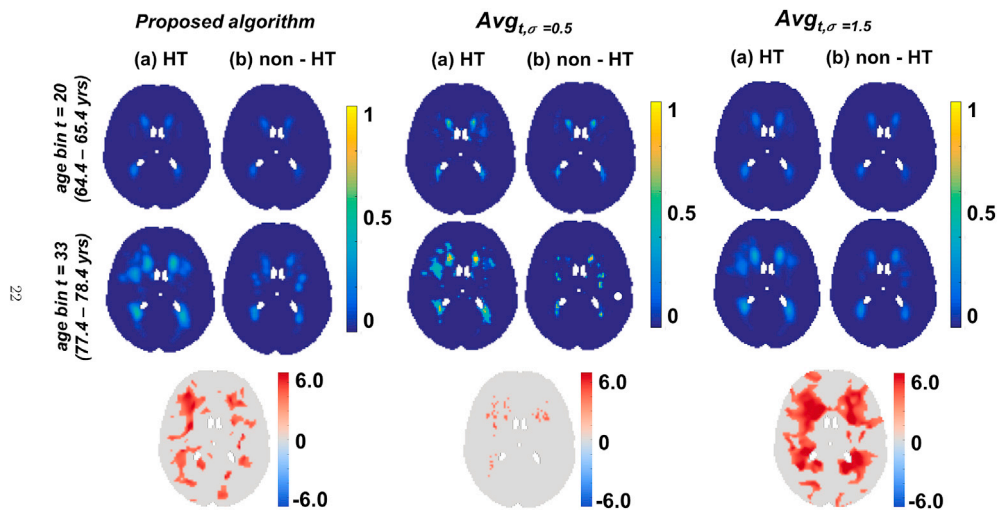 Proposed algorithm
Avg t,σ =0.5
Avg t,σ =1.5
(a) HT
(b) non - HT
(a) HT
(b) non - HT
(a) HT
(b) non - HT
age bin t = 20
(64.4 – 65.4 yrs)
1
0.5
0
1
0.5
0
1
0.5
0
age bin t = 33
(77.4 – 78.4 yrs)
22
6.0
0
-6.0
6.0
0
-6.0
6.0
0
-6.0